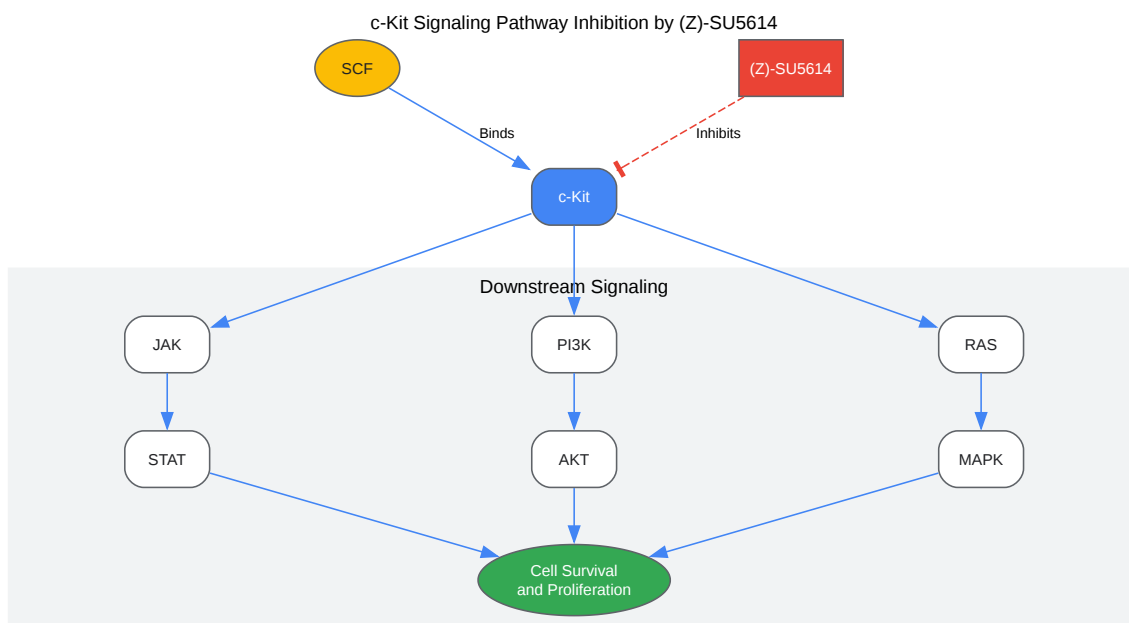 c-Kit Signaling Pathway Inhibition by (Z)-SU5614
SCF
(Z)-SU5614
Binds
Inhibits
c-Kit
Downstream Signaling
JAK
PI3K
RAS
STAT
AKT
MAPK
Cell Survival
and Proliferation